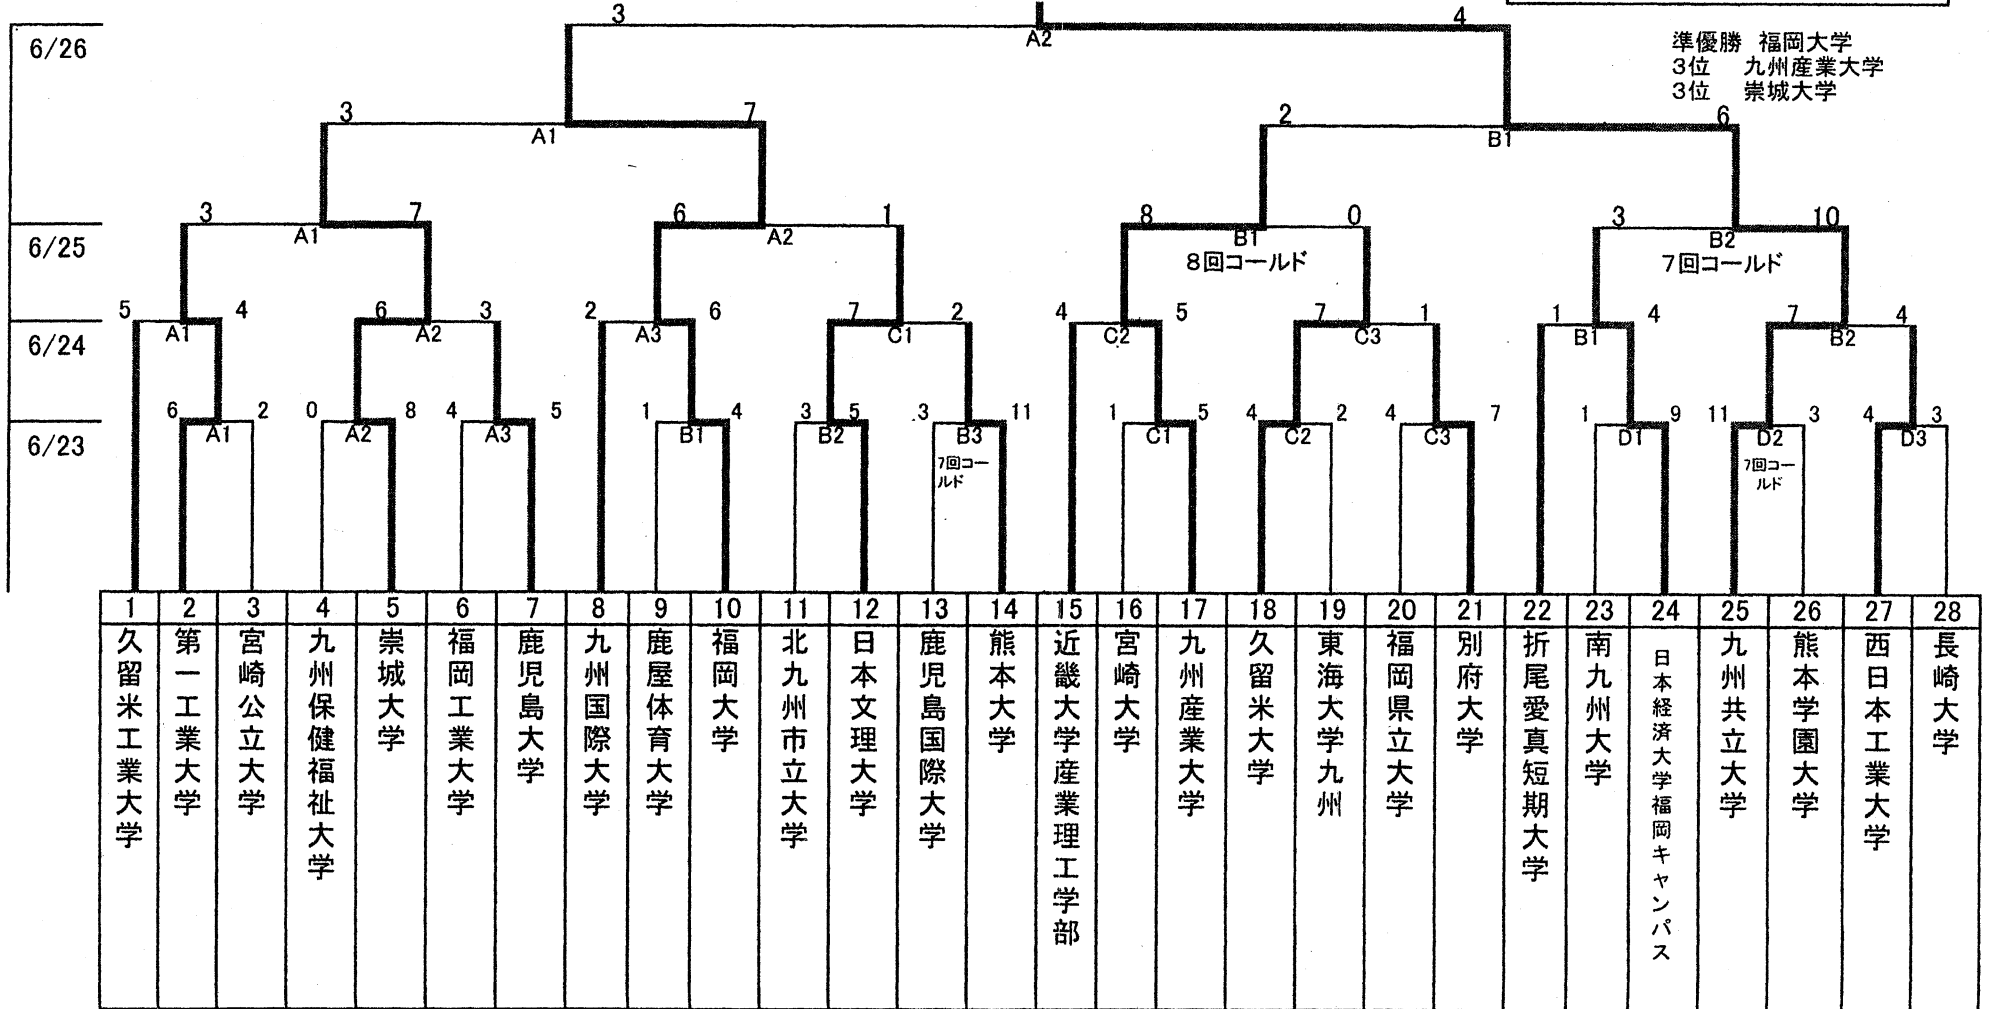 3 4
A2
6/26
準優勝 福岡大学
3位 九州産業大学
3位 崇城大学
3 7 2 6
A1 B1
3 7 6 1 8 0 3 10
A1 A2 B1 B2
6/25
8回コールド 7回コールド
5 4 6 3 2 6 7 2 4 5 7 1 1 4 7 4
A1 A2 A3 C1 C2 C3 B1 B2
6/24
6 2 0 8 4 5 1 4 3 5 3 11 1 5 4 2 4 7 1 9 11 3 4 3
A1 A2 A3 B1 B2 B3 C1 C2 C3 D1 D2 D3
6/23
7回コー
ルド
7回コー
ルド
1 2 3 4 5 6 7 8 9 10 11 12 13 14 15 16 17 18 19 20 21 22 23 24 25 26 27 28
久留米工業大学
第一工業大学
宮崎公立大学
九州保健福祉大学
崇城大学
福岡工業大学
鹿児島大学
九州国際大学
鹿屋体育大学
福岡大学
北九州市立大学
日本文理大学
鹿児島国際大学
熊本大学
近畿大学産業理工学部
宮崎大学
九州産業大学
久留米大学
東海大学九州
福岡県立大学
別府大学
折尾愛真短期大学
南九州大学
日本経済大学福岡キャンパス
九州共立大学
熊本学園大学
西日本工業大学
長崎大学